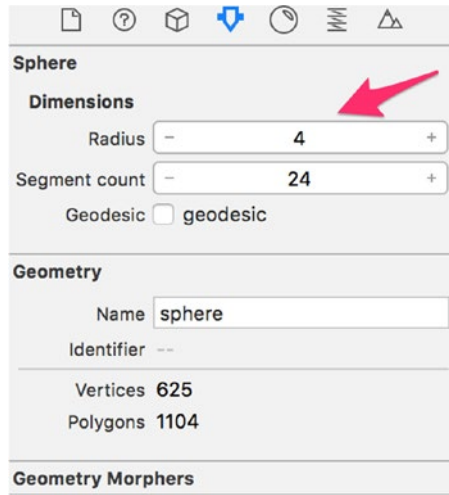 Sphere
Dimensions
Radius - 4 +
Segment count - 24 +
Geodesic geodesic
Geometry
Name sphere
Identifier --
Vertices 625
Polygons 1104
Geometry Morphers